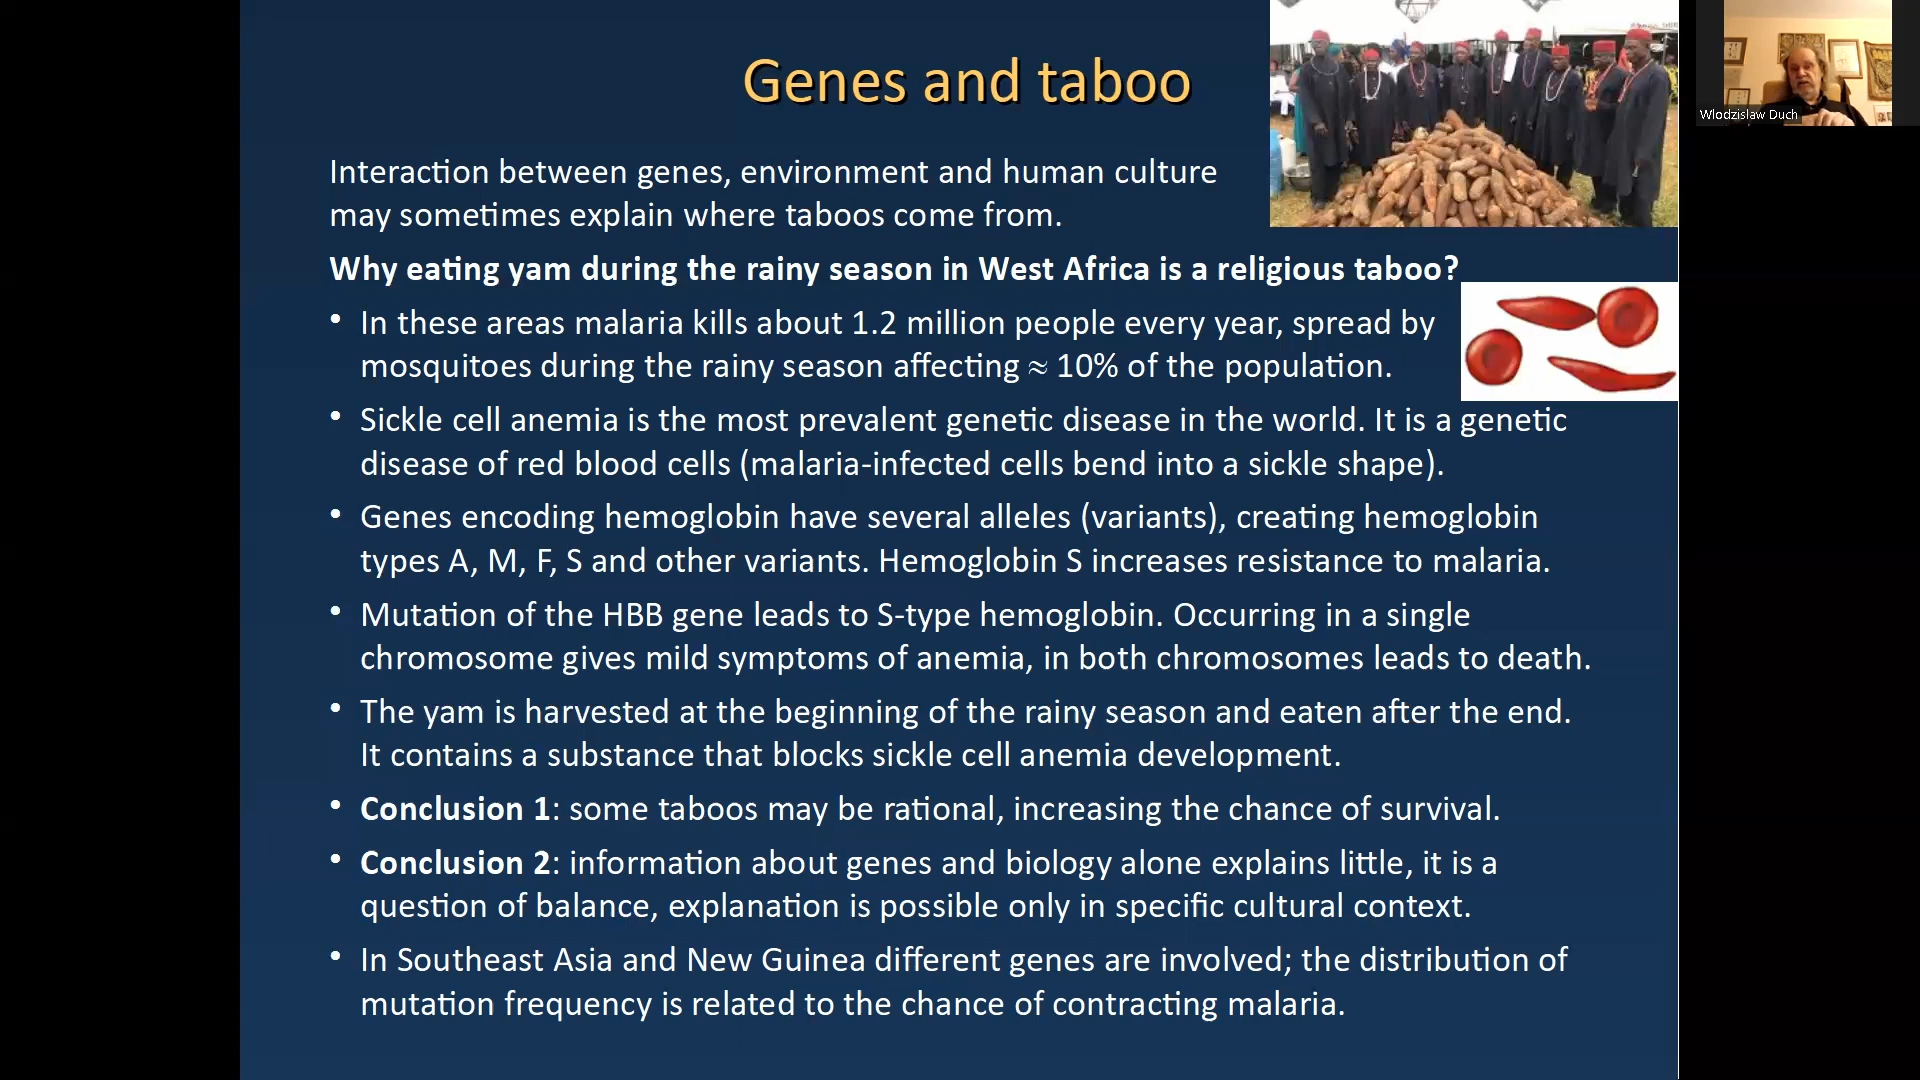 Genes and taboo
Wlodzislaw Duch
Interaction between genes, environment and human culture
may sometimes explain where taboos come from.
Why eating yam during the rainy season in West Africa is a religious taboo?
• In these areas malaria kills about 1.2 million people every year, spread by
mosquitoes during the rainy season affecting ≈ 10% of the population.
• Sickle cell anemia is the most prevalent genetic disease in the world. It is a genetic
disease of red blood cells (malaria-infected cells bend into a sickle shape).
• Genes encoding hemoglobin have several alleles (variants), creating hemoglobin
types A, M, F, S and other variants. Hemoglobin S increases resistance to malaria.
• Mutation of the HBB gene leads to S-type hemoglobin. Occurring in a single
chromosome gives mild symptoms of anemia, in both chromosomes leads to death.
• The yam is harvested at the beginning of the rainy season and eaten after the end.
It contains a substance that blocks sickle cell anemia development.
• Conclusion 1: some taboos may be rational, increasing the chance of survival.
• Conclusion 2: information about genes and biology alone explains little, it is a
question of balance, explanation is possible only in specific cultural context.
• In Southeast Asia and New Guinea different genes are involved; the distribution of
mutation frequency is related to the chance of contracting malaria.